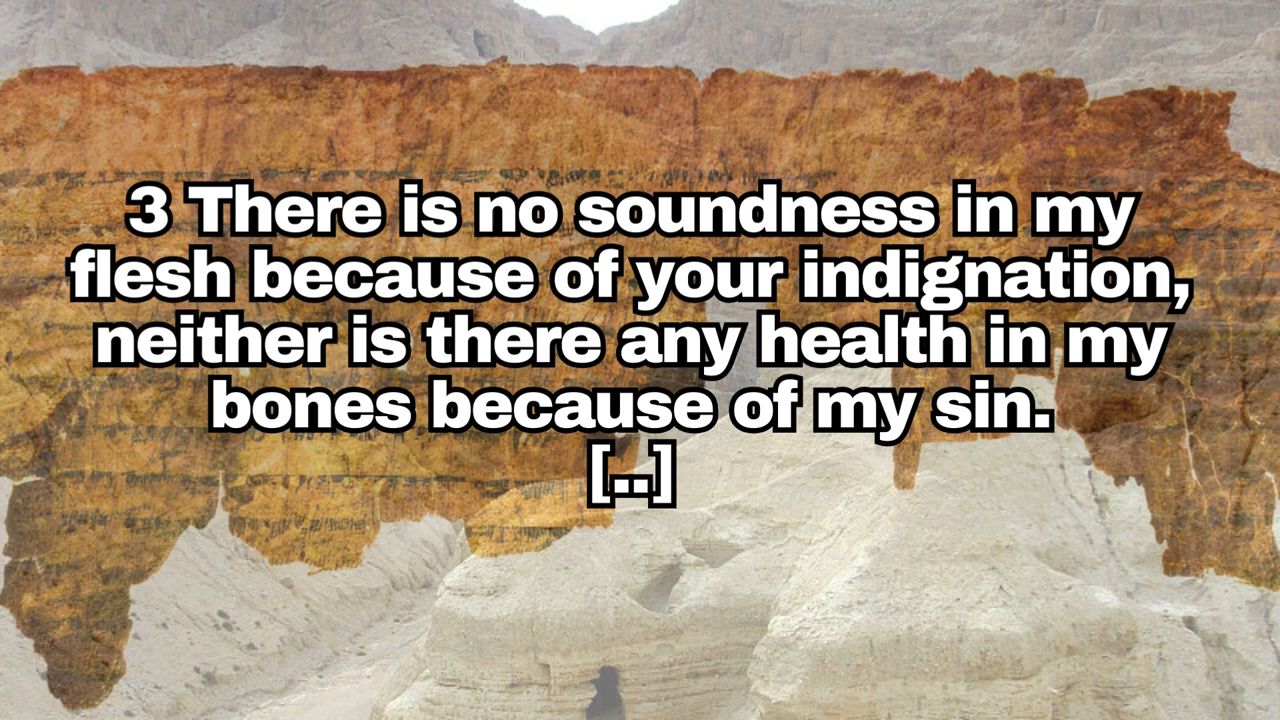 3 There is no soundness in my
flesh because of your indignation,
neither is there any health in my
bones because of my sin.
[..]